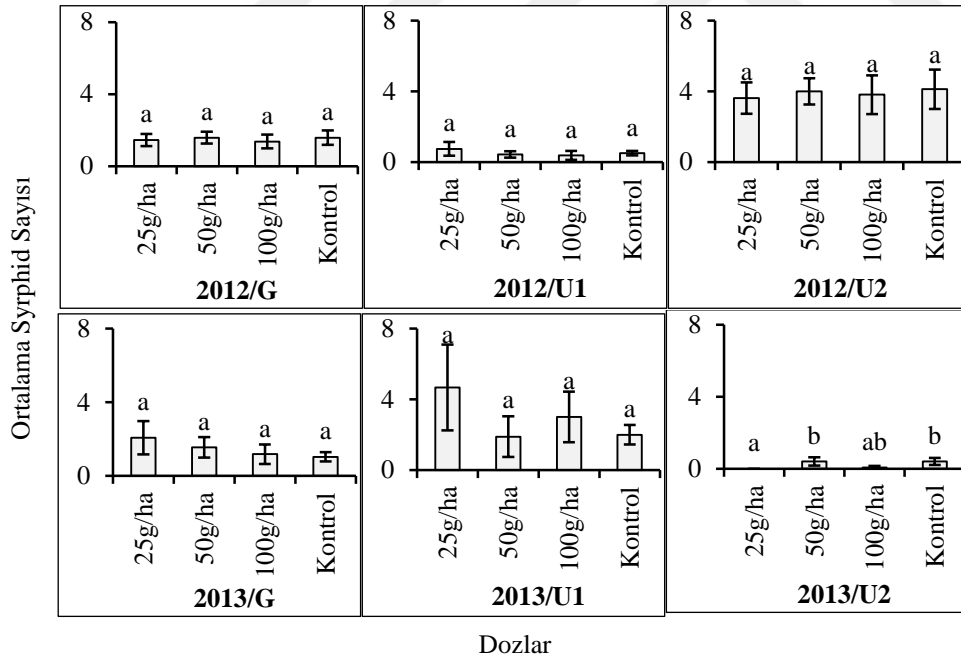 Ortalama Syrphid Sayısı
8
4
0
a a a a
25g/ha 50g/ha 100g/ha Kontrol
2012/G
8
4
0
a a a a
25g/ha 50g/ha 100g/ha Kontrol
2012/U1
8
4
0
a a a a
25g/ha 50g/ha 100g/ha Kontrol
2012/U2
8
4
0
a a a a
25g/ha 50g/ha 100g/ha Kontrol
2013/G
8
4
0
a a a a
25g/ha 50g/ha 100g/ha Kontrol
2013/U1
8
4
0
a b ab b
25g/ha 50g/ha 100g/ha Kontrol
2013/U2
Dozlar